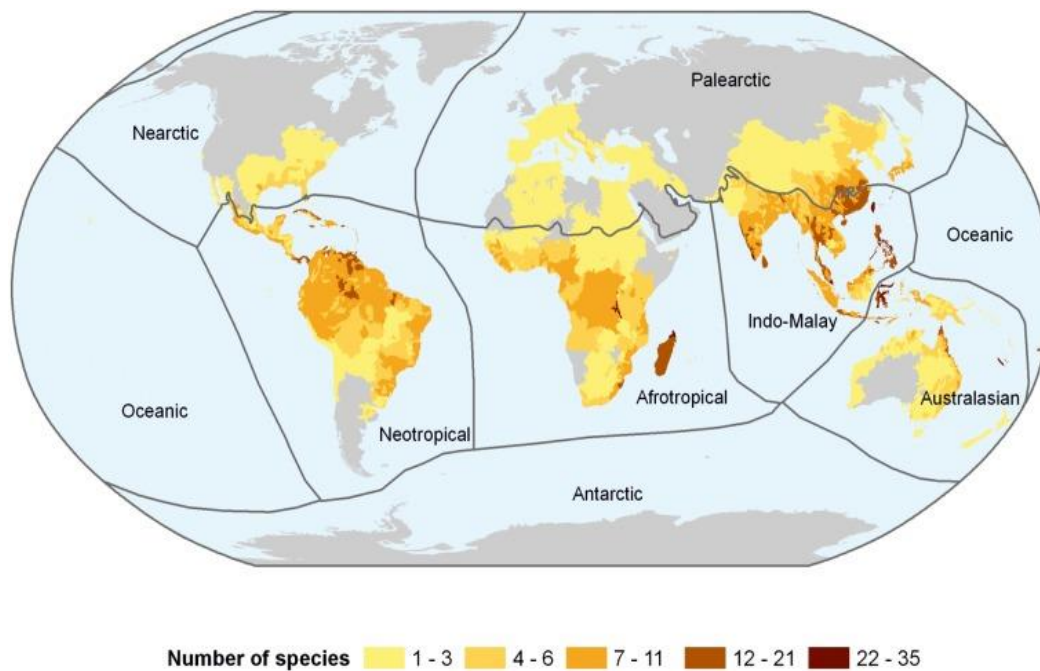 Palearctic
Nearctic
Oceanic
Indo-Malay
Afrotropical
Australasian
Oceanic
Neotropical
Antarctic
Number of species 1 - 3 4 - 6 7 - 11 12 - 21 22 - 35